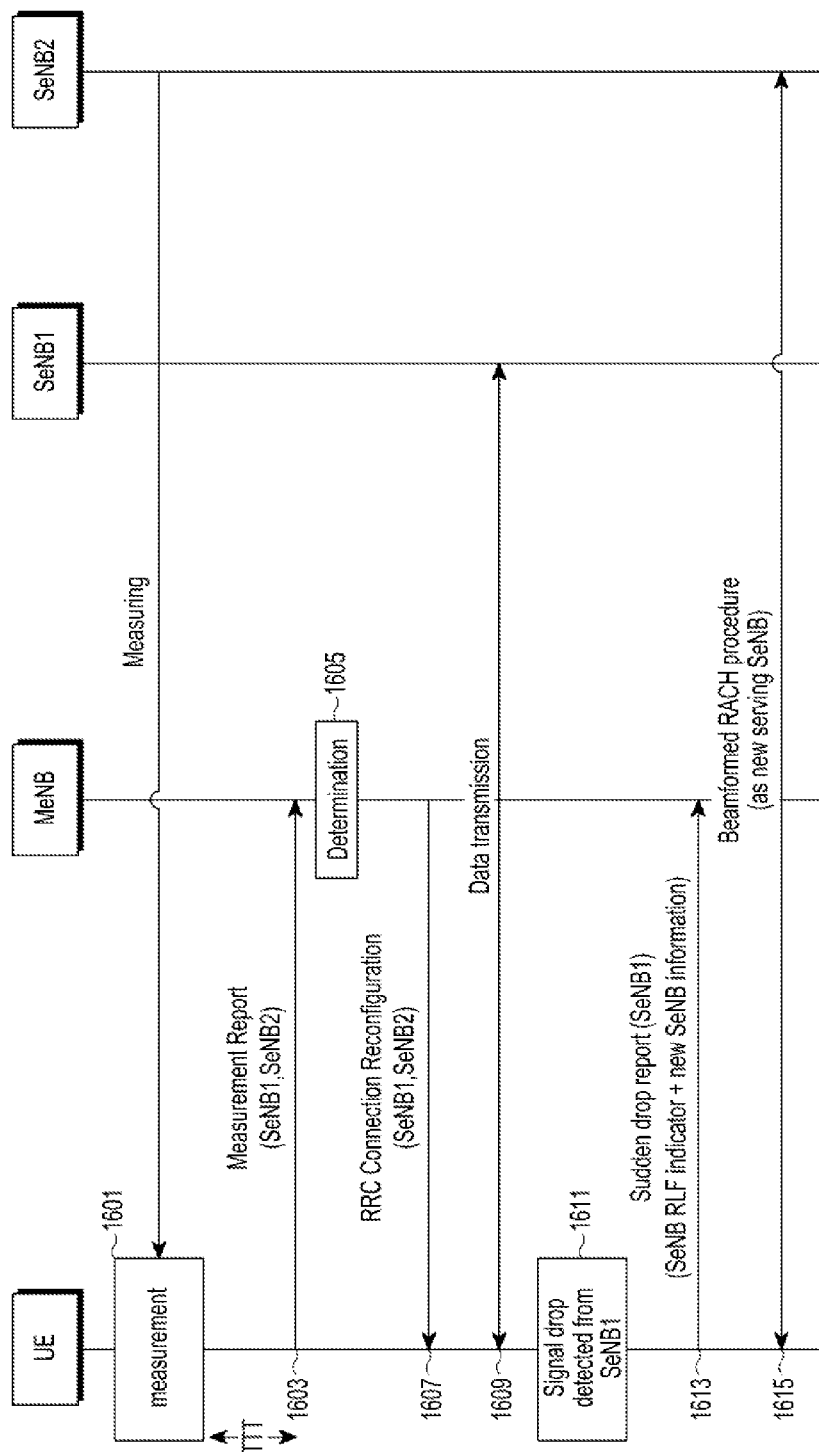 UE
MeNB
SeNB1
SeNB2
measurement
1601
Measuring
TTT
1603
Measurement Report
(SeNB1,SeNB2)
Determination
1605
RRC Connection Reconfiguration
(SeNB1,SeNB2)
1607
Data transmission
1609
Signal drop
detected from
SeNB1
1611
Sudden drop report (SeNB1)
(SeNB RLF indicator + new SeNB information)
1613
Beamformed RACH procedure
(as new serving SeNB)
1615